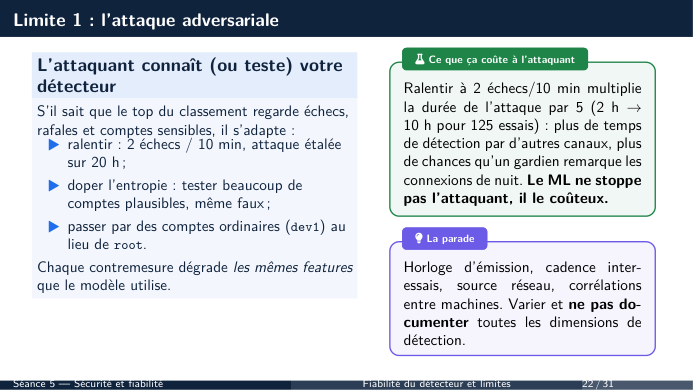 Limite 1 : l'attaque adversariale
L'attaquant connaît (ou teste) votre
détecteur
S'il sait que le top du classement regarde échecs,
rafales et comptes sensibles, il s'adapte :
ralentir : 2 échecs / 10 min, attaque étalée
sur 20 h ;
doper l'entropie : tester beaucoup de
comptes plausibles, même faux ;
passer par des comptes ordinaires (dev1) au
lieu de root.
Chaque contremesure dégrade les mêmes features
que le modèle utilise.
Ce que ça coûte à l'attaquant
Ralentir à 2 échecs/10 min multiplie
la durée de l'attaque par 5 (2 h →
10 h pour 125 essais) : plus de temps
de détection par d'autres canaux, plus
de chances qu'un gardien remarque les
connexions de nuit. Le ML ne stoppe
pas l'attaquant, il le coûteux.
La parade
Horloge d'émission, cadence inter-
essais, source réseau, corrélations
entre machines. Varier et ne pas do-
cumenter toutes les dimensions de
détection.
Séance 5 — Sécurité et fiabilité
Fiabilité du détecteur et limites
22 / 31